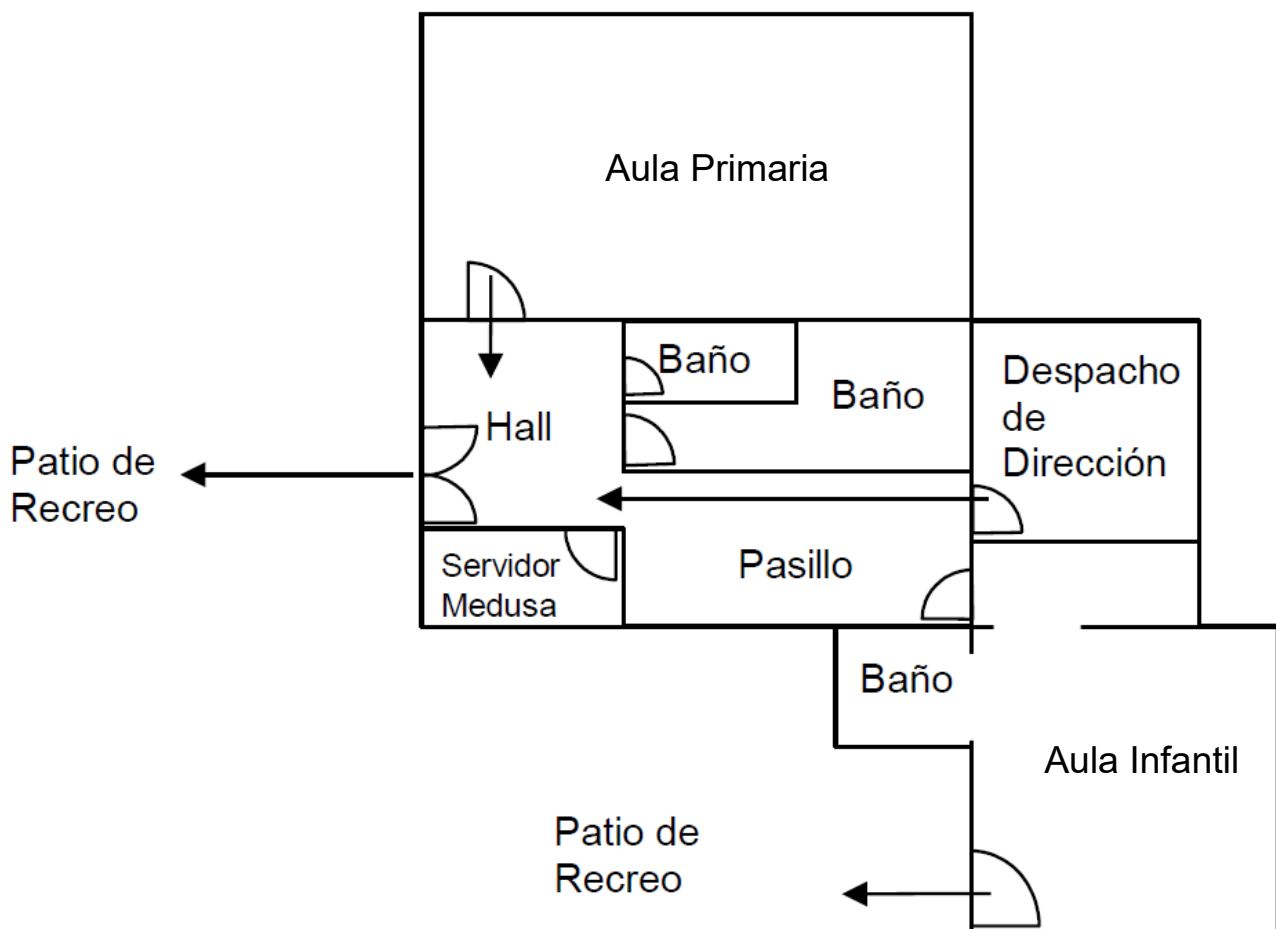 Aula Primaria
Baño
Baño
Despacho
de
Dirección
Hall
Patio de
Recreo
Servidor
Medusa
Pasillo
Baño
Aula Infantil
Patio de
Recreo